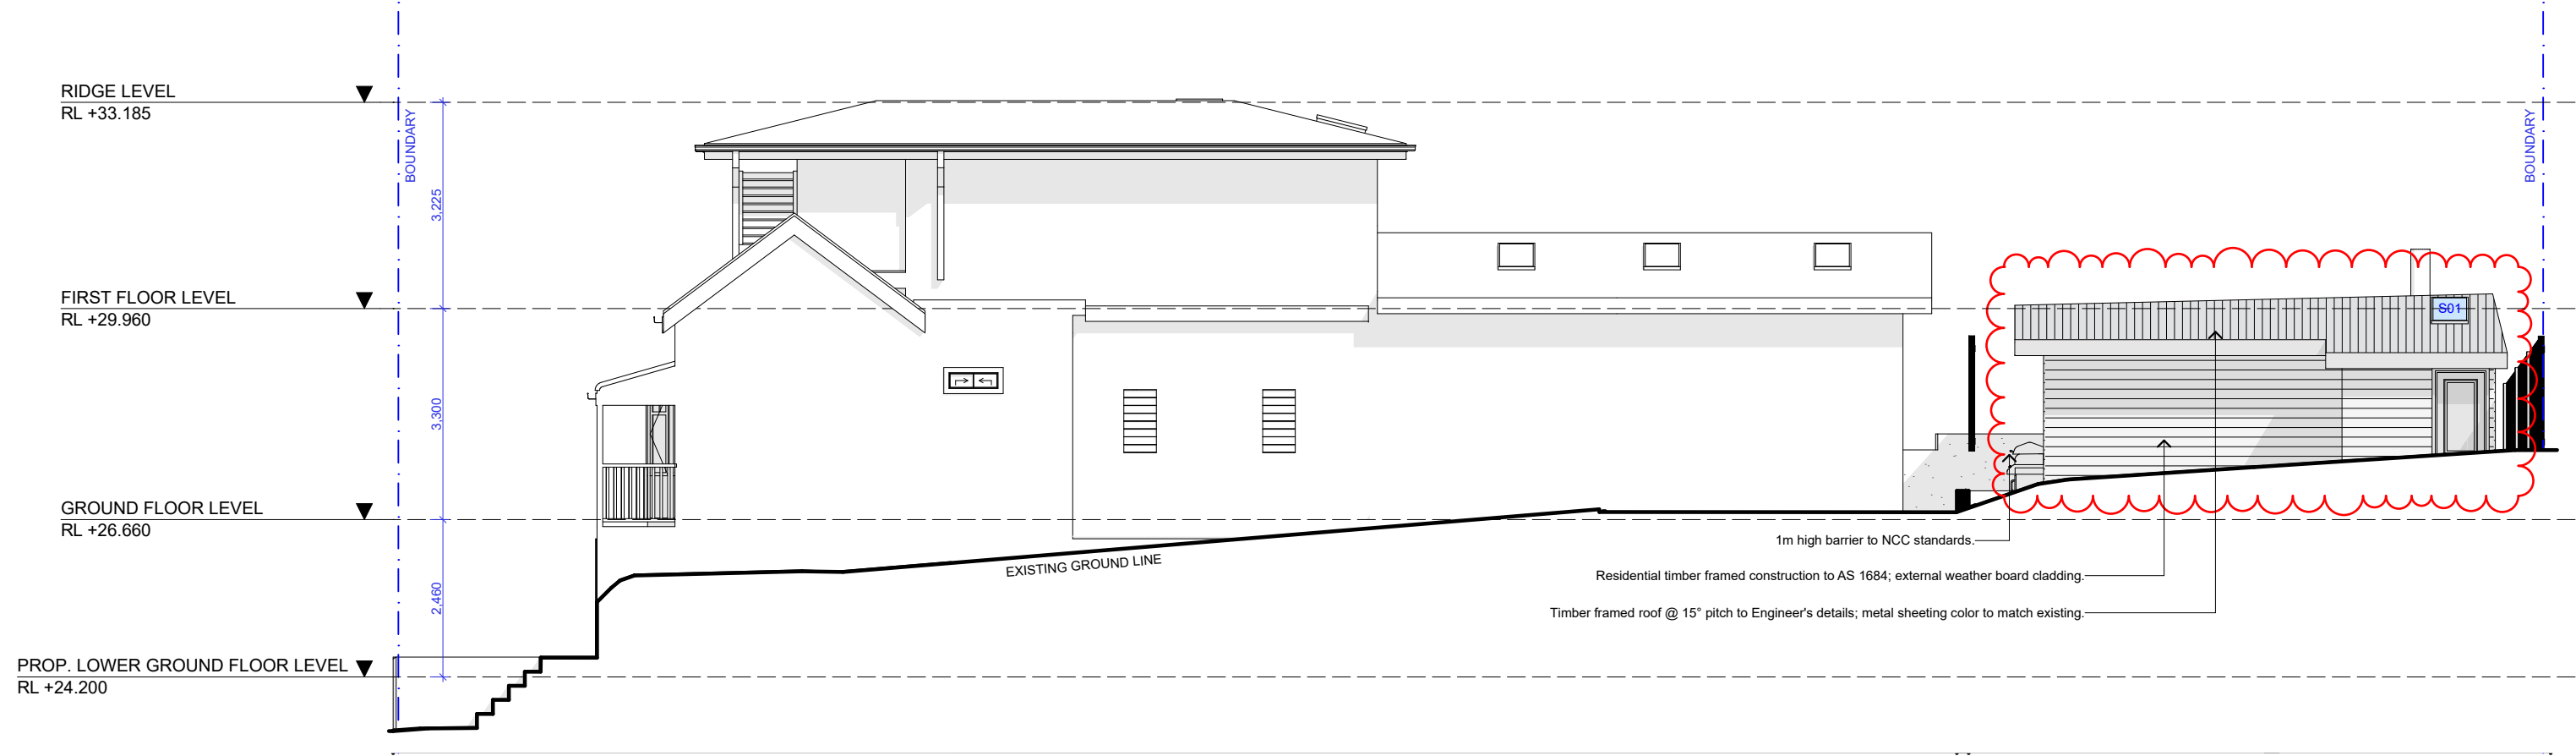 RIDGE LEVEL
RL +33.185
BOUNDARY
BOUNDARY
3,225
FIRST FLOOR LEVEL
RL +29.960
S01
3,300
GROUND FLOOR LEVEL
RL +26.660
1m high barrier to NCC standards.
EXISTING GROUND LINE
Residential timber framed construction to AS 1684; external weather board cladding.
2,460
Timber framed roof @ 15° pitch to Engineer's details; metal sheeting color to match existing.
PROP. LOWER GROUND FLOOR LEVEL
RL +24.200